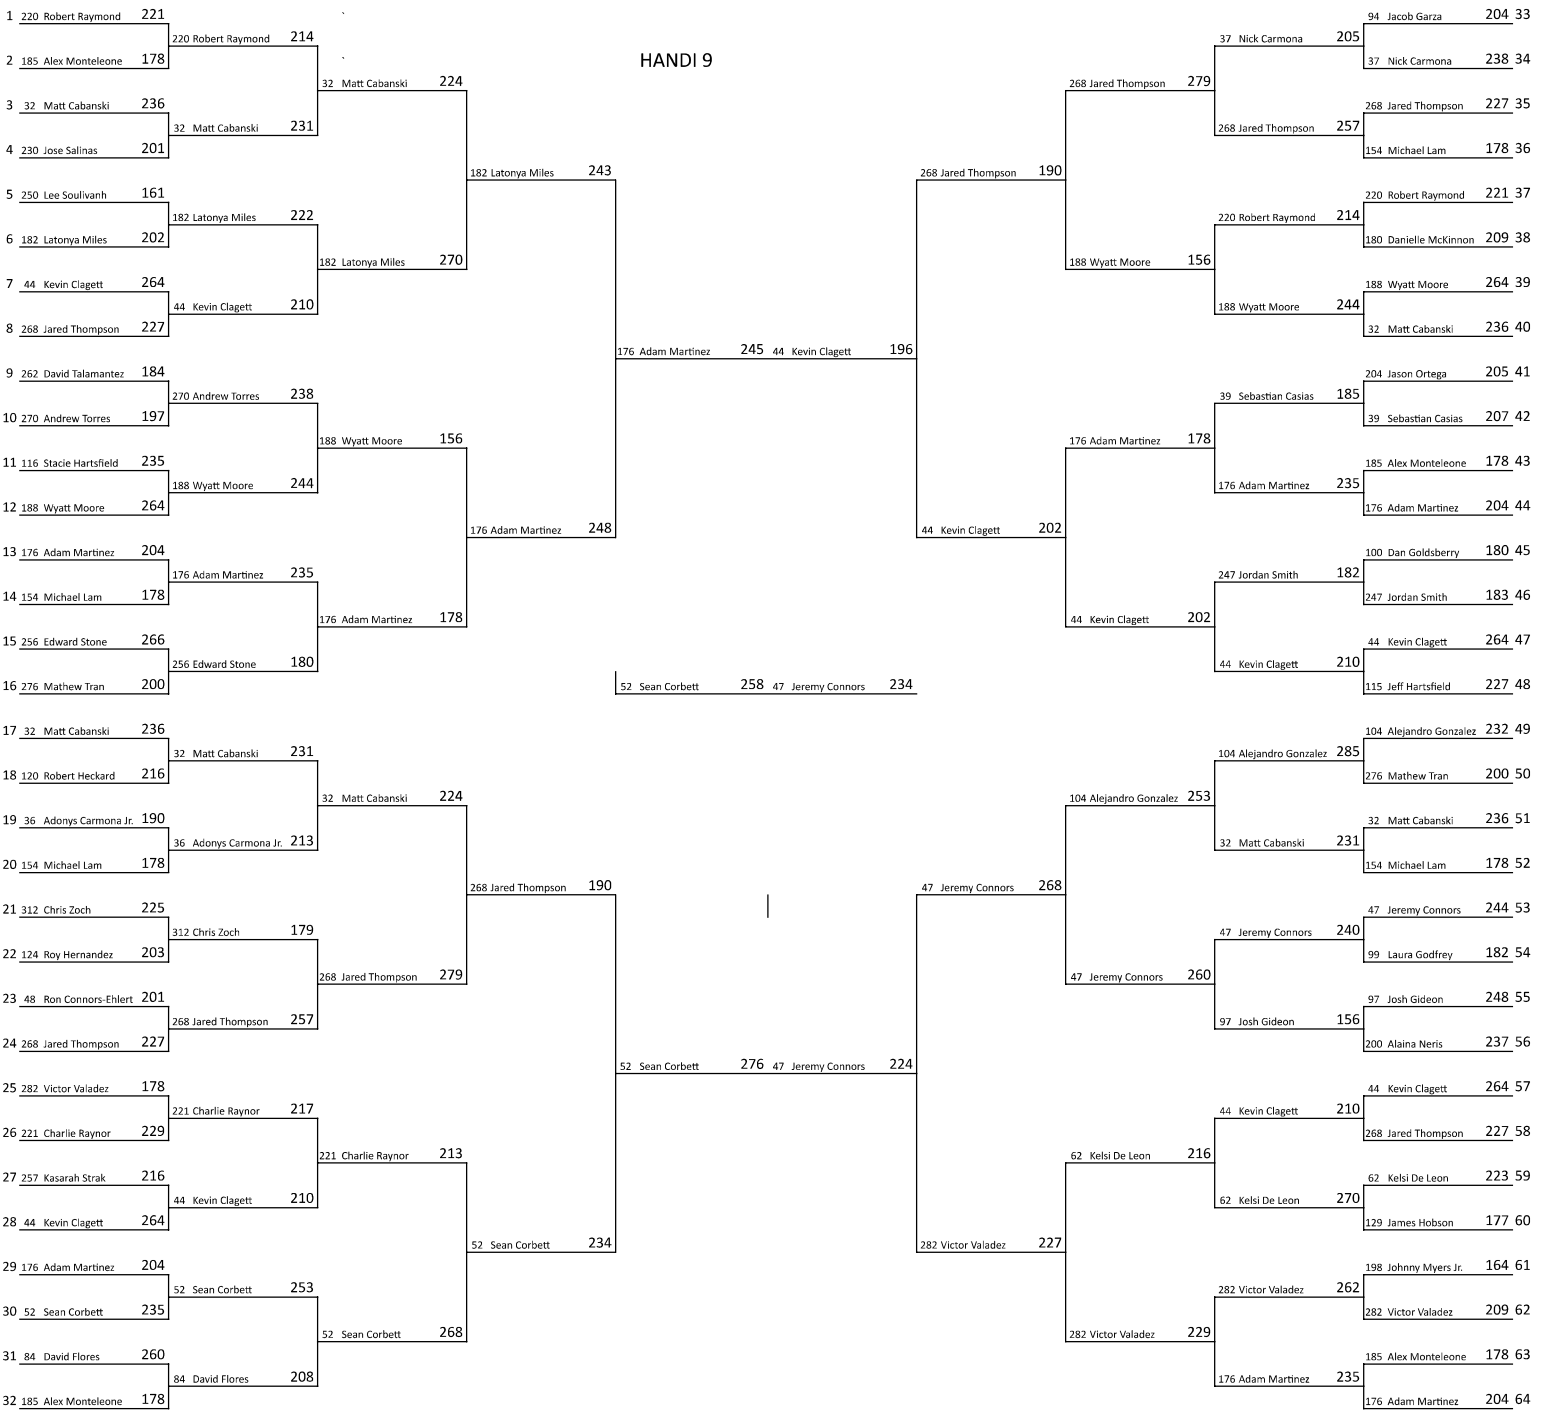 HANDI 9
1 220 Robert Raymond 221
2 185 Alex Monteleone 178
3 32 Matt Cabanski 236
4 230 Jose Salinas 201
5 250 Lee Soulivanh 161
6 182 Latonya Miles 202
7 44 Kevin Clagett 264
8 268 Jared Thompson 227
9 262 David Talamantez 184
10 270 Andrew Torres 197
11 116 Stacie Hartsfield 235
12 188 Wyatt Moore 264
13 176 Adam Martinez 204
14 154 Michael Lam 178
15 256 Edward Stone 266
16 276 Mathew Tran 200
17 32 Matt Cabanski 236
18 120 Robert Heckard 216
19 36 Adonys Carmona Jr. 190
20 154 Michael Lam 178
21 312 Chris Zoch 225
22 124 Roy Hernandez 203
23 48 Ron Connors-Ehlert 201
24 268 Jared Thompson 227
25 282 Victor Valadez 178
26 221 Charlie Raynor 229
27 257 Kasarah Strak 216
28 44 Kevin Clagett 264
29 176 Adam Martinez 204
30 52 Sean Corbett 235
31 84 David Flores 260
32 185 Alex Monteleone 178
220 Robert Raymond 214
32 Matt Cabanski 231
182 Latonya Miles 222
44 Kevin Clagett 210
270 Andrew Torres 238
188 Wyatt Moore 244
176 Adam Martinez 235
256 Edward Stone 180
32 Matt Cabanski 231
36 Adonys Carmona Jr. 213
312 Chris Zoch 179
268 Jared Thompson 257
221 Charlie Raynor 217
44 Kevin Clagett 210
52 Sean Corbett 253
84 David Flores 208
32 Matt Cabanski 224
182 Latonya Miles 270
188 Wyatt Moore 156
176 Adam Martinez 178
32 Matt Cabanski 224
268 Jared Thompson 279
221 Charlie Raynor 213
52 Sean Corbett 268
182 Latonya Miles 243
176 Adam Martinez 248
268 Jared Thompson 190
52 Sean Corbett 234
176 Adam Martinez 245 44 Kevin Clagett 196
52 Sean Corbett 258 47 Jeremy Connors 234
52 Sean Corbett 276 47 Jeremy Connors 224
268 Jared Thompson 190
44 Kevin Clagett 202
47 Jeremy Connors 268
282 Victor Valadez 227
268 Jared Thompson 279
188 Wyatt Moore 156
176 Adam Martinez 178
44 Kevin Clagett 202
104 Alejandro Gonzalez 253
47 Jeremy Connors 260
62 Kelsi De Leon 216
282 Victor Valadez 229
37 Nick Carmona 205
268 Jared Thompson 257
220 Robert Raymond 214
188 Wyatt Moore 244
39 Sebastian Casias 185
176 Adam Martinez 235
247 Jordan Smith 182
44 Kevin Clagett 210
104 Alejandro Gonzalez 285
32 Matt Cabanski 231
47 Jeremy Connors 240
97 Josh Gideon 156
44 Kevin Clagett 210
62 Kelsi De Leon 270
282 Victor Valadez 262
176 Adam Martinez 235
94 Jacob Garza 204 33
37 Nick Carmona 238 34
268 Jared Thompson 227 35
154 Michael Lam 178 36
220 Robert Raymond 221 37
180 Danielle McKinnon 209 38
188 Wyatt Moore 264 39
32 Matt Cabanski 236 40
204 Jason Ortega 205 41
39 Sebastian Casias 207 42
185 Alex Monteleone 178 43
176 Adam Martinez 204 44
100 Dan Goldsberry 180 45
247 Jordan Smith 183 46
44 Kevin Clagett 264 47
115 Jeff Hartsfield 227 48
104 Alejandro Gonzalez 232 49
276 Mathew Tran 200 50
32 Matt Cabanski 236 51
154 Michael Lam 178 52
47 Jeremy Connors 244 53
99 Laura Godfrey 182 54
97 Josh Gideon 248 55
200 Alaina Neris 237 56
44 Kevin Clagett 264 57
268 Jared Thompson 227 58
62 Kelsi De Leon 223 59
129 James Hobson 177 60
198 Johnny Myers Jr. 164 61
282 Victor Valadez 209 62
185 Alex Monteleone 178 63
176 Adam Martinez 204 64